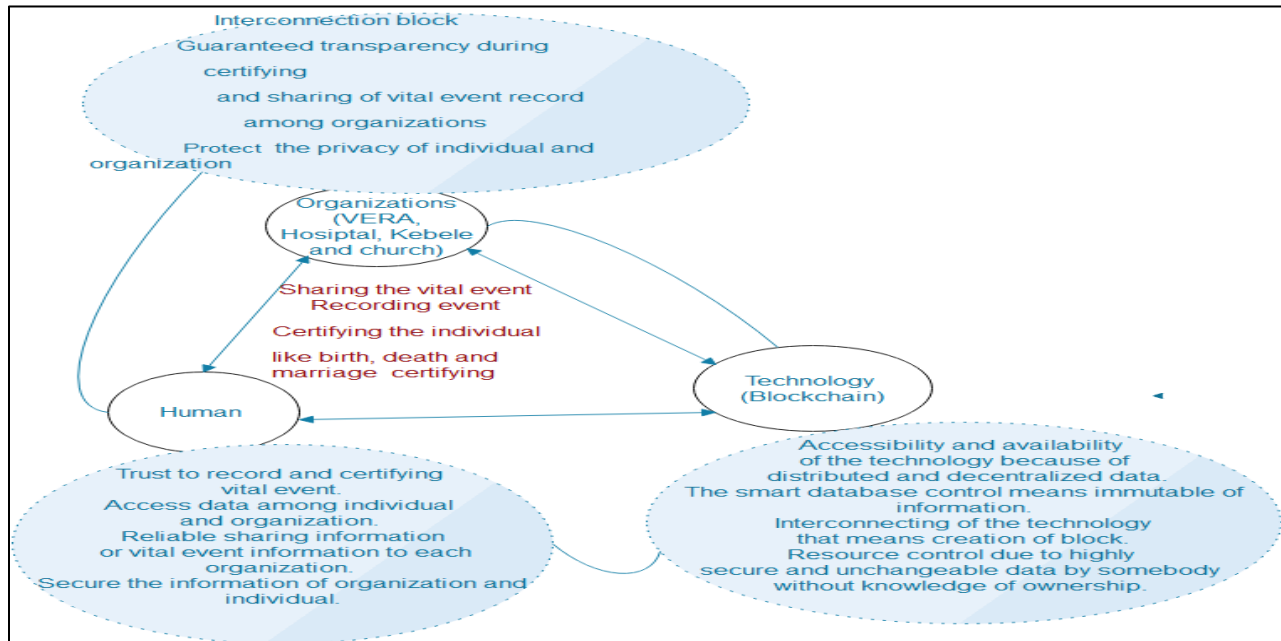 Interconnection block
Guaranteed transparency during
certifying
and sharing of vital event record
among organizations
Protect the privacy of individual and
organization
Organizations
(VERA,
Hosiptal, Kebele
and church)
Sharing the vital event
Recording event
Certifying the individual
like birth, death and
marriage certifying
Human
Technology
(Blockchain)
Trust to record and certifying
vital event.
Access data among individual
and organization.
Reliable sharing information
or vital event information to each
organization.
Secure the information of organization and
individual.
Accessibility and availability
of the technology because of
distributed and decentralized data.
The smart database control means immutable of
information.
Interconnecting of the technology
that means creation of block.
Resource control due to highly
secure and unchangeable data by somebody
without knowledge of ownership.